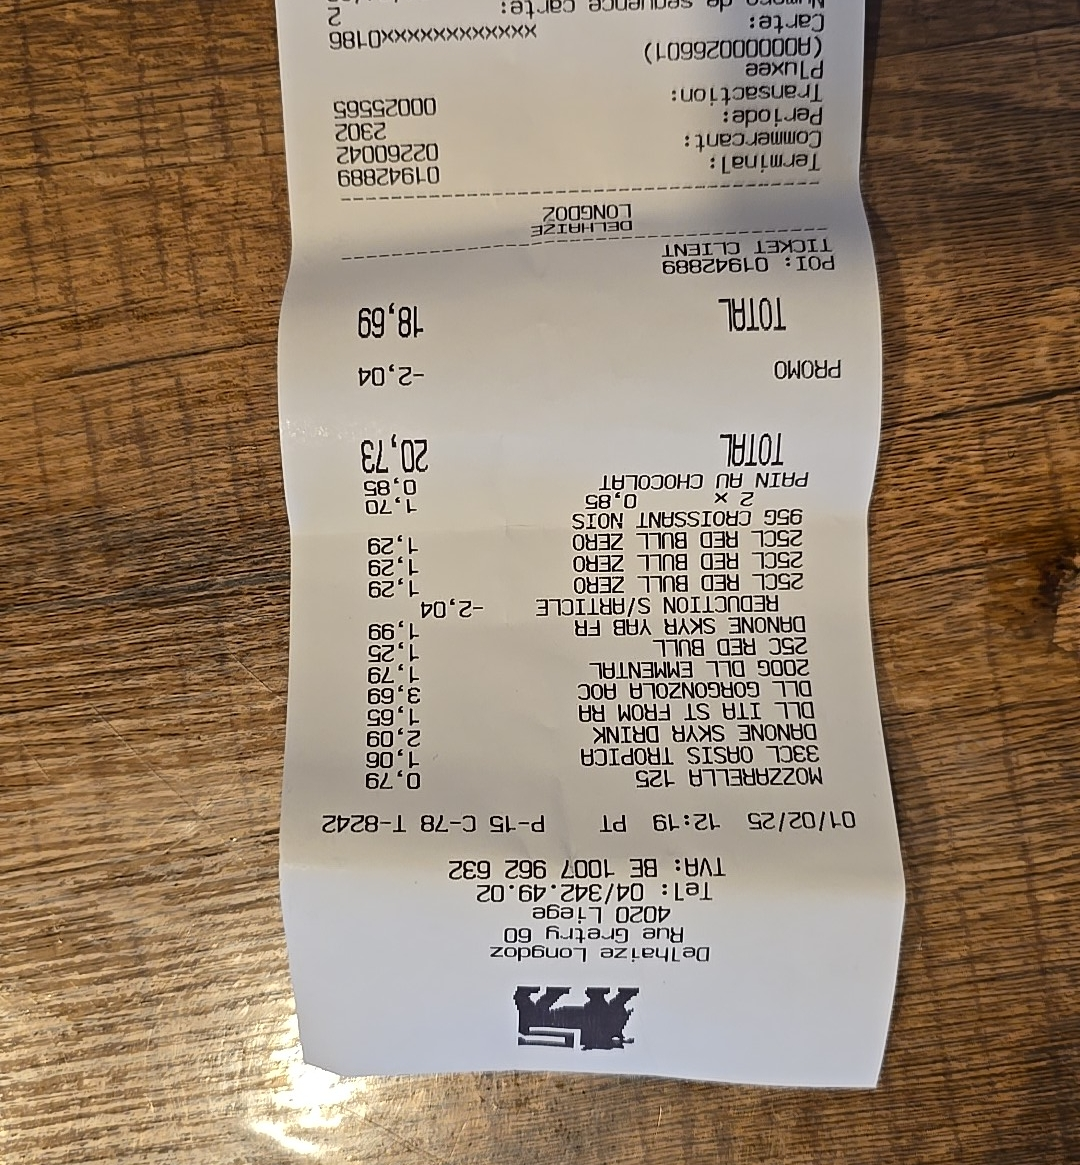 Delhaize Longdoz
Rue Gretry 60
4020 Liege
Tel: 04/342.49.02
TVA: BE 1007 962 632
01/02/25 12:19 PT P-15 C-78 T-8242
MOZZARELLA 125 0,79
33CL OASIS TROPICA 1,06
DANONE SKYR DRINK 2,09
DLL ITA ST FROM RA 1,65
DLL GORGONZOLA AOC 3,69
200G DLL EMMENTAL 1,79
25C RED BULL 1,25
DANONE SKYR YAB FR 1,99
REDUCTION S/ARTICLE -2,04
25CL RED BULL ZERO 1,29
25CL RED BULL ZERO 1,29
25CL RED BULL ZERO 1,29
95G CROISSANT NOIS
2 x 0,85 1,70
PAIN AU CHOCOLAT 0,85
TOTAL 20,73
PROMO -2,04
TOTAL 18,69
POI: 01942889
TICKET CLIENT
DELHAIZE
LONGDOZ
Terminal: 01942889
Commercant: 02260042
Periode: 2302
Transaction: 00025565
Pluxee
(A0000026601)
Carte: xxxxxxxxxxxxx0186
Numero de sequence carte: 2